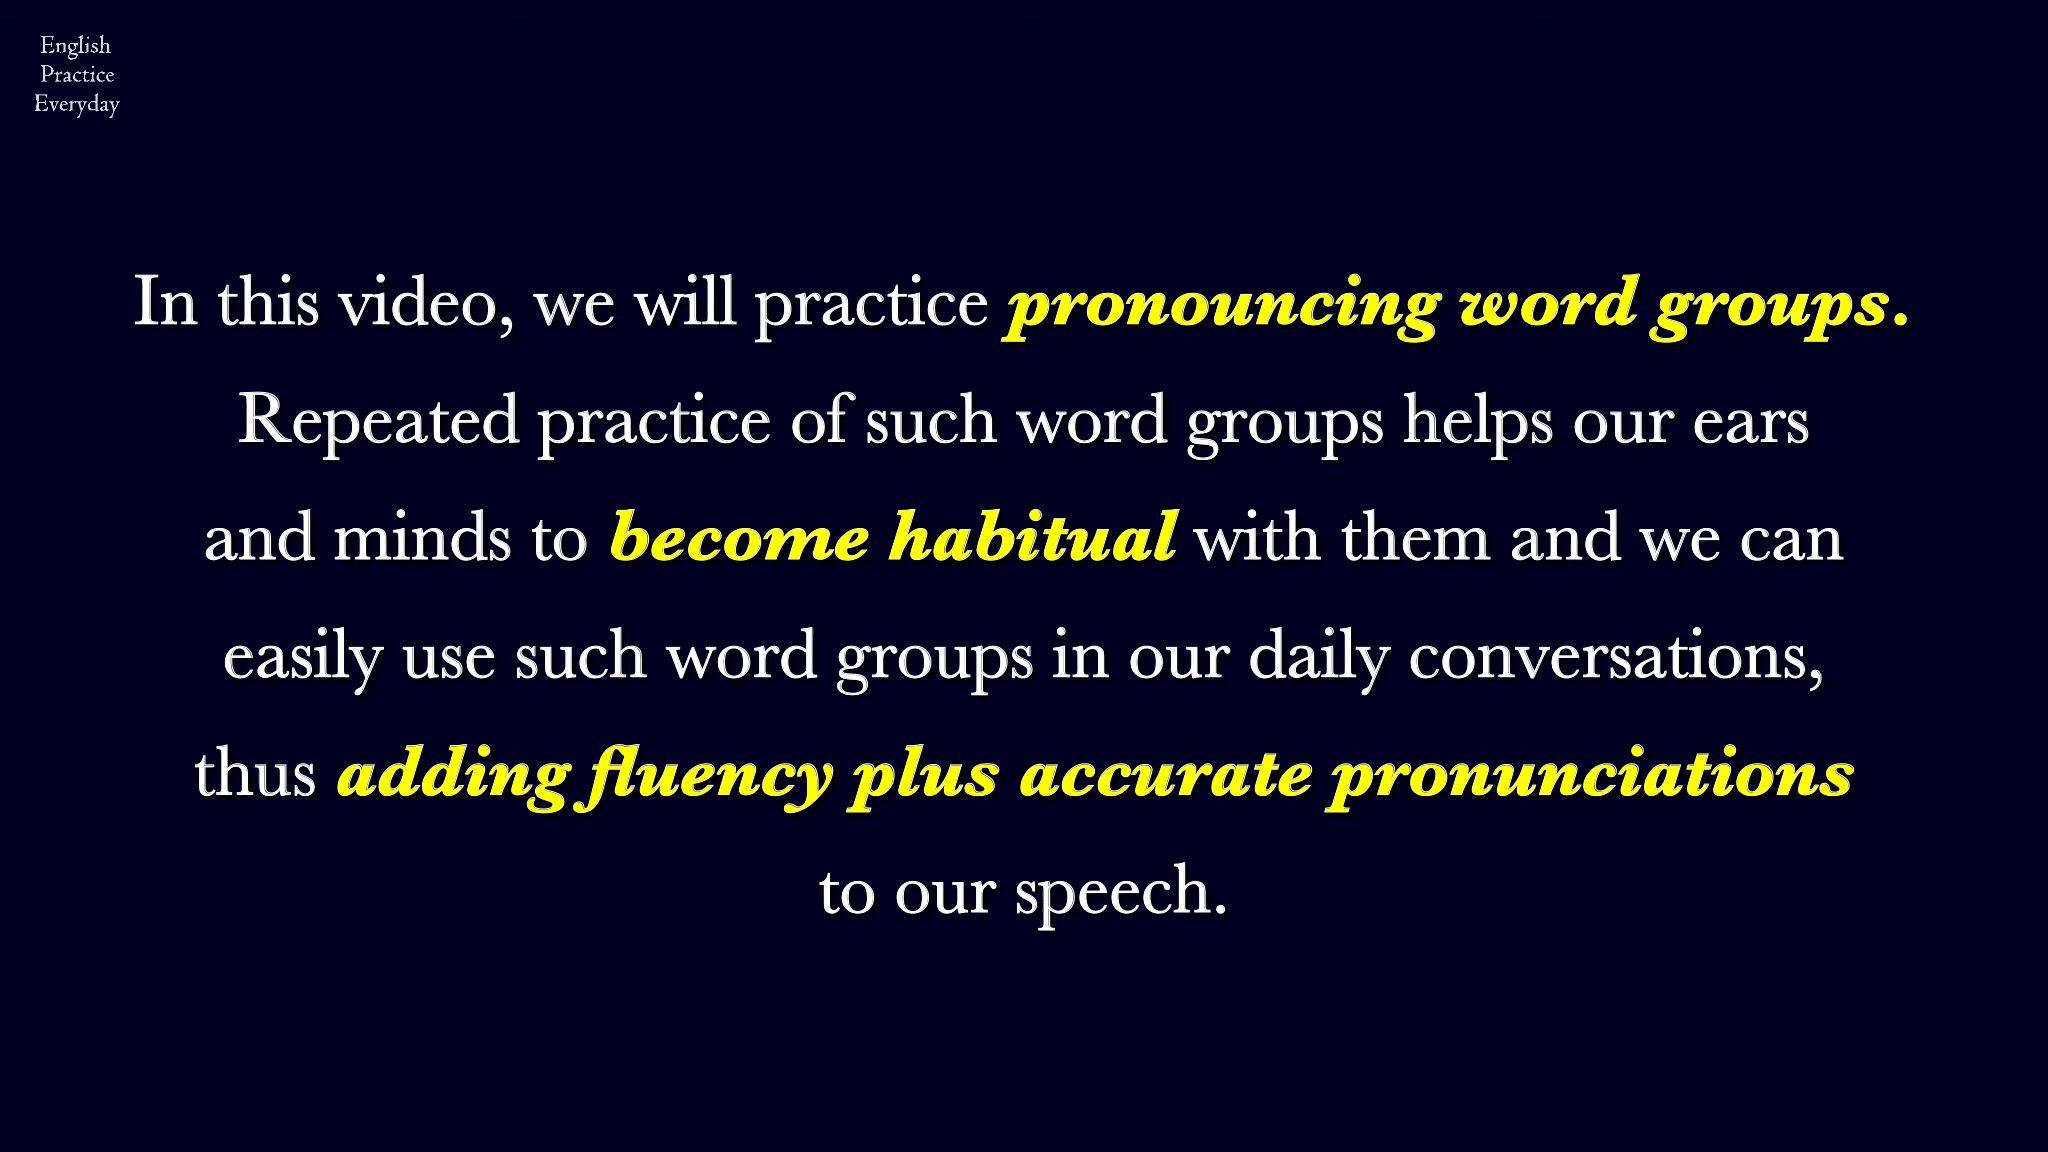 English
Practice
Everyday
In this video, we will practice pronouncing word groups.
Repeated practice of such word groups helps our ears
and minds to become habitual with them and we can
easily use such word groups in our daily conversations,
thus adding fluency plus accurate pronunciations
to our speech.